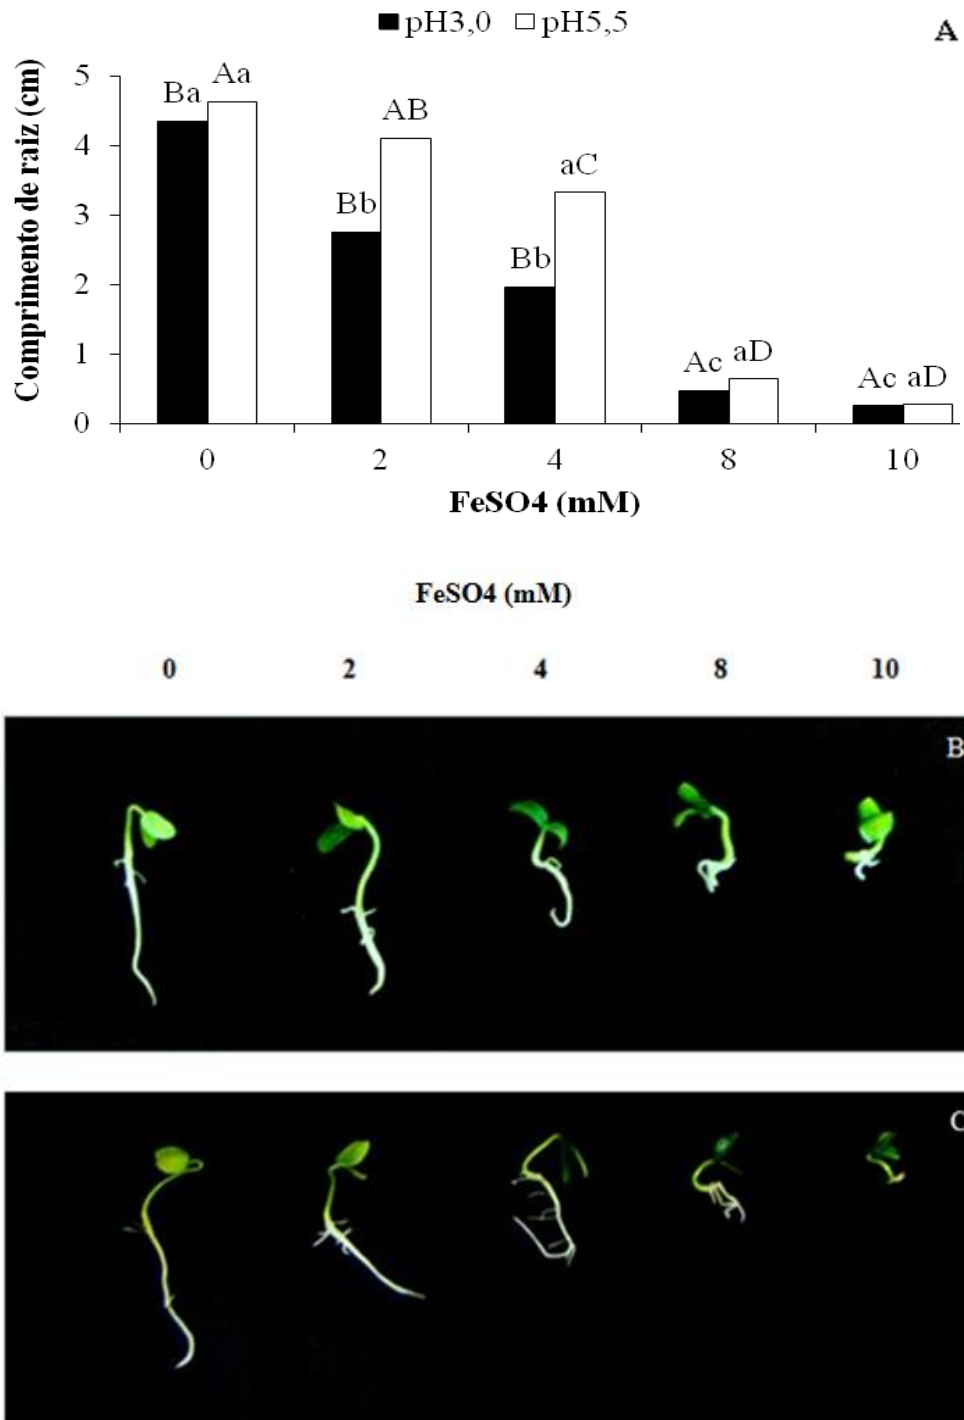 pH3,0 pH5,5
A
Comprimento de raiz (cm)
5
4
3
2
1
0
Ba Aa
Bb AB
Bb aC
Ac aD
Ac aD
0 2 4 8 10
FeSO4 (mM)
FeSO4 (mM)
0 2 4 8 10
B
C